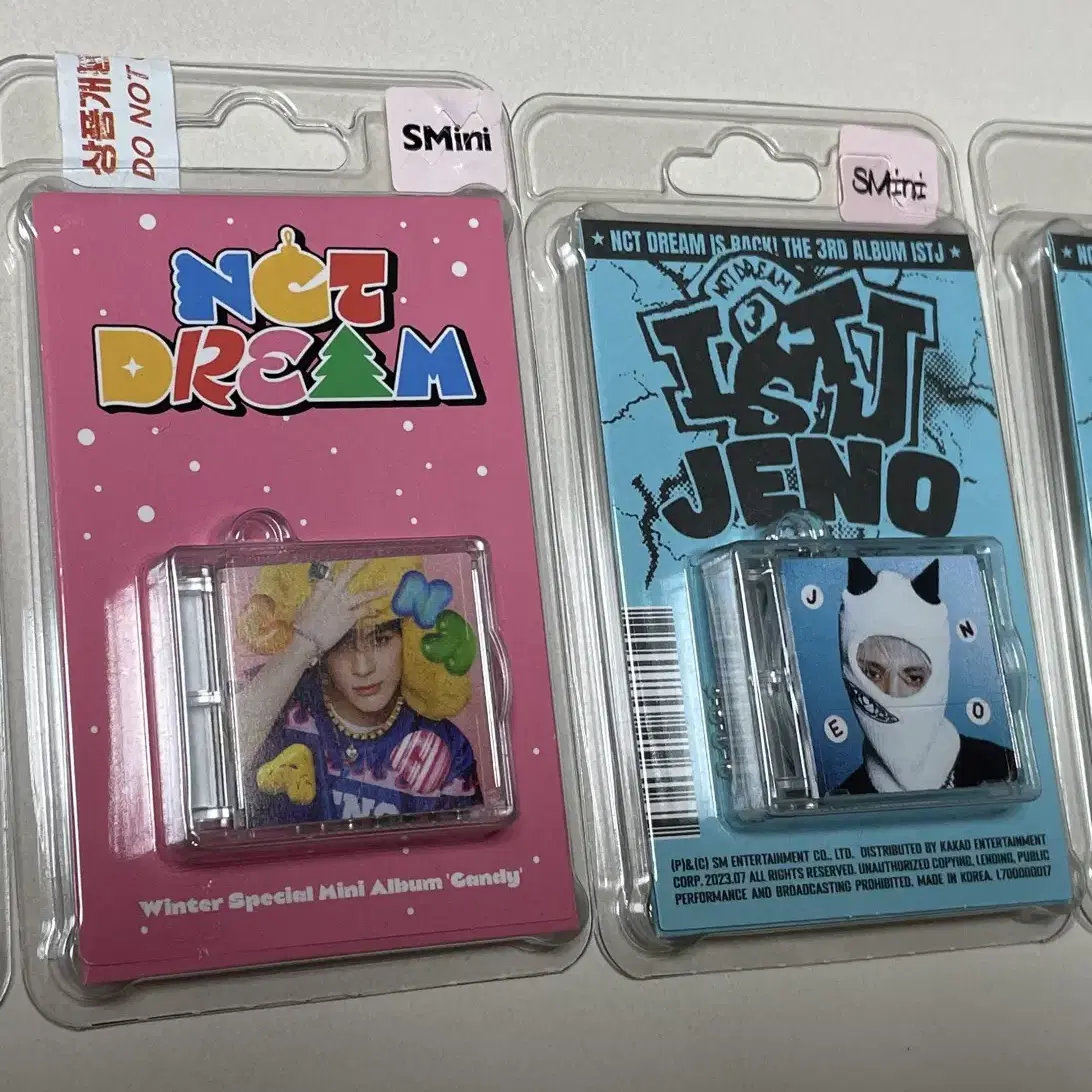 상품개
DO NOT
SMini
NCT
DREAM
Winter Special Mini Album 'Candy'
SMini
★ NCT DREAM IS BACK! THE 3RD ALBUM ISTJ ★
NCT DREAM
3
ISTJ
JENO
J
N
E
O
(P)&(C) SM ENTERTAINMENT CO., LTD. DISTRIBUTED BY KAKAO ENTERTAINMENT
CORP. 2023.07 ALL RIGHTS RESERVED. UNAUTHORIZED COPYING, LENDING, PUBLIC
PERFORMANCE AND BROADCASTING PROHIBITED. MADE IN KOREA. L700000017
★ N